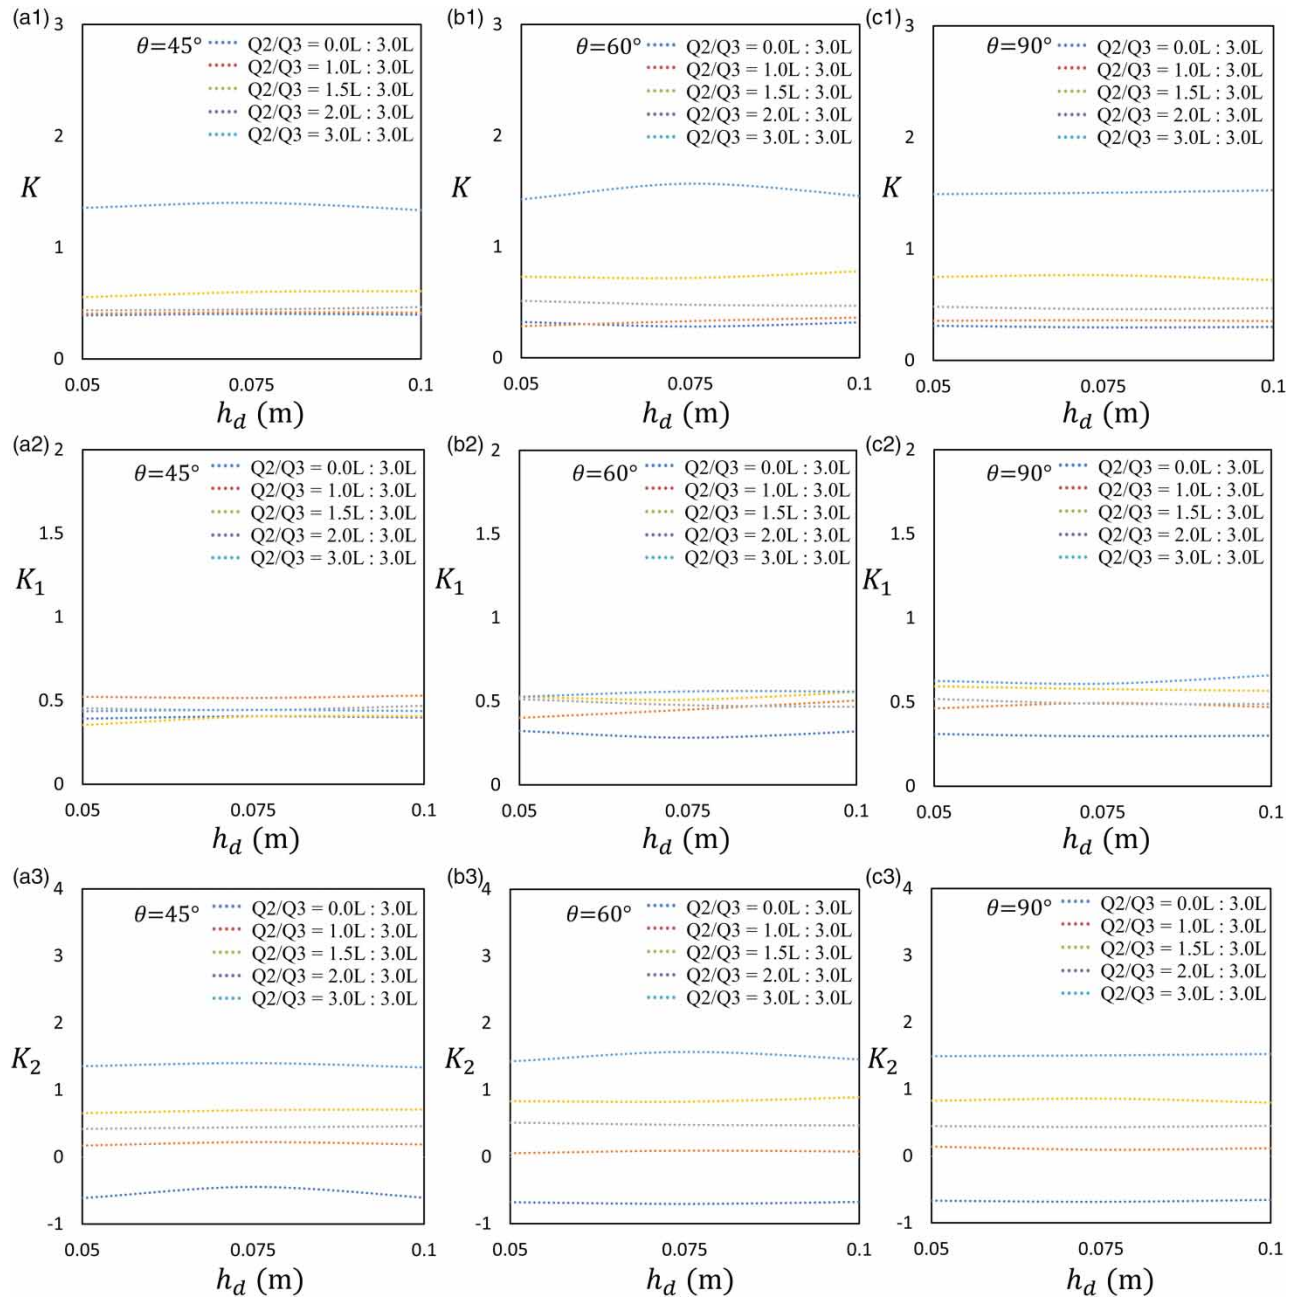 (a1)
3
θ=45°
Q2/Q3 = 0.0L : 3.0L
Q2/Q3 = 1.0L : 3.0L
Q2/Q3 = 1.5L : 3.0L
Q2/Q3 = 2.0L : 3.0L
Q2/Q3 = 3.0L : 3.0L
2
K
1
0
0.05
0.075
0.1
h_d (m)
(b1)
3
θ=60°
Q2/Q3 = 0.0L : 3.0L
Q2/Q3 = 1.0L : 3.0L
Q2/Q3 = 1.5L : 3.0L
Q2/Q3 = 2.0L : 3.0L
Q2/Q3 = 3.0L : 3.0L
2
K
1
0
0.05
0.075
0.1
h_d (m)
(c1)
3
θ=90°
Q2/Q3 = 0.0L : 3.0L
Q2/Q3 = 1.0L : 3.0L
Q2/Q3 = 1.5L : 3.0L
Q2/Q3 = 2.0L : 3.0L
Q2/Q3 = 3.0L : 3.0L
2
K
1
0
0.05
0.075
0.1
h_d (m)
(a2)
2
θ=45°
Q2/Q3 = 0.0L : 3.0L
Q2/Q3 = 1.0L : 3.0L
Q2/Q3 = 1.5L : 3.0L
Q2/Q3 = 2.0L : 3.0L
Q2/Q3 = 3.0L : 3.0L
1.5
K_1
1
0.5
0
0.05
0.075
0.1
h_d (m)
(b2)
2
θ=60°
Q2/Q3 = 0.0L : 3.0L
Q2/Q3 = 1.0L : 3.0L
Q2/Q3 = 1.5L : 3.0L
Q2/Q3 = 2.0L : 3.0L
Q2/Q3 = 3.0L : 3.0L
1.5
K_1
1
0.5
0
0.05
0.075
0.1
h_d (m)
(c2)
2
θ=90°
Q2/Q3 = 0.0L : 3.0L
Q2/Q3 = 1.0L : 3.0L
Q2/Q3 = 1.5L : 3.0L
Q2/Q3 = 2.0L : 3.0L
Q2/Q3 = 3.0L : 3.0L
1.5
K_1
1
0.5
0
0.05
0.075
0.1
h_d (m)
(a3)
4
θ=45°
Q2/Q3 = 0.0L : 3.0L
Q2/Q3 = 1.0L : 3.0L
Q2/Q3 = 1.5L : 3.0L
Q2/Q3 = 2.0L : 3.0L
Q2/Q3 = 3.0L : 3.0L
3
2
K_2
1
0
-1
0.05
0.075
0.1
h_d (m)
(b3)
4
θ=60°
Q2/Q3 = 0.0L : 3.0L
Q2/Q3 = 1.0L : 3.0L
Q2/Q3 = 1.5L : 3.0L
Q2/Q3 = 2.0L : 3.0L
Q2/Q3 = 3.0L : 3.0L
3
2
K_2
1
0
-1
0.05
0.075
0.1
h_d (m)
(c3)
4
θ=90°
Q2/Q3 = 0.0L : 3.0L
Q2/Q3 = 1.0L : 3.0L
Q2/Q3 = 1.5L : 3.0L
Q2/Q3 = 2.0L : 3.0L
Q2/Q3 = 3.0L : 3.0L
3
2
K_2
1
0
-1
0.05
0.075
0.1
h_d (m)